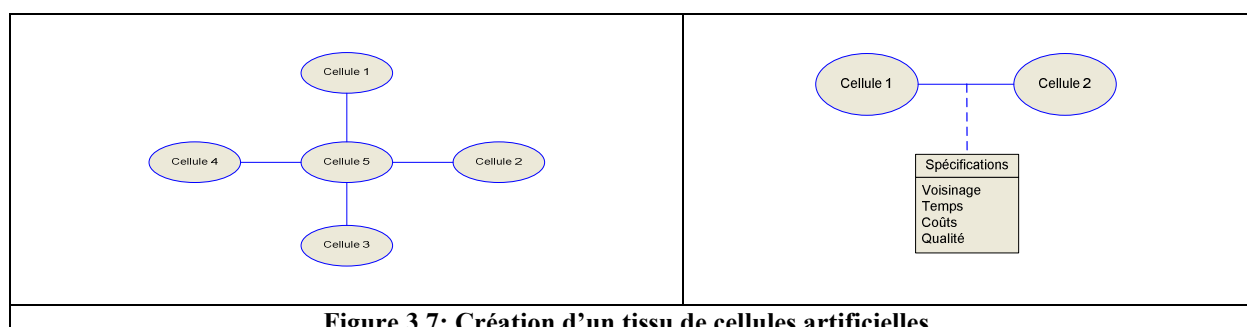 Cellule 1
Cellule 4
Cellule 5
Cellule 2
Cellule 3
Cellule 1
Cellule 2
Spécifications
Voisinage
Temps
Coûts
Qualité
Figure 3.7: Création d'un tissu de cellules artificielles